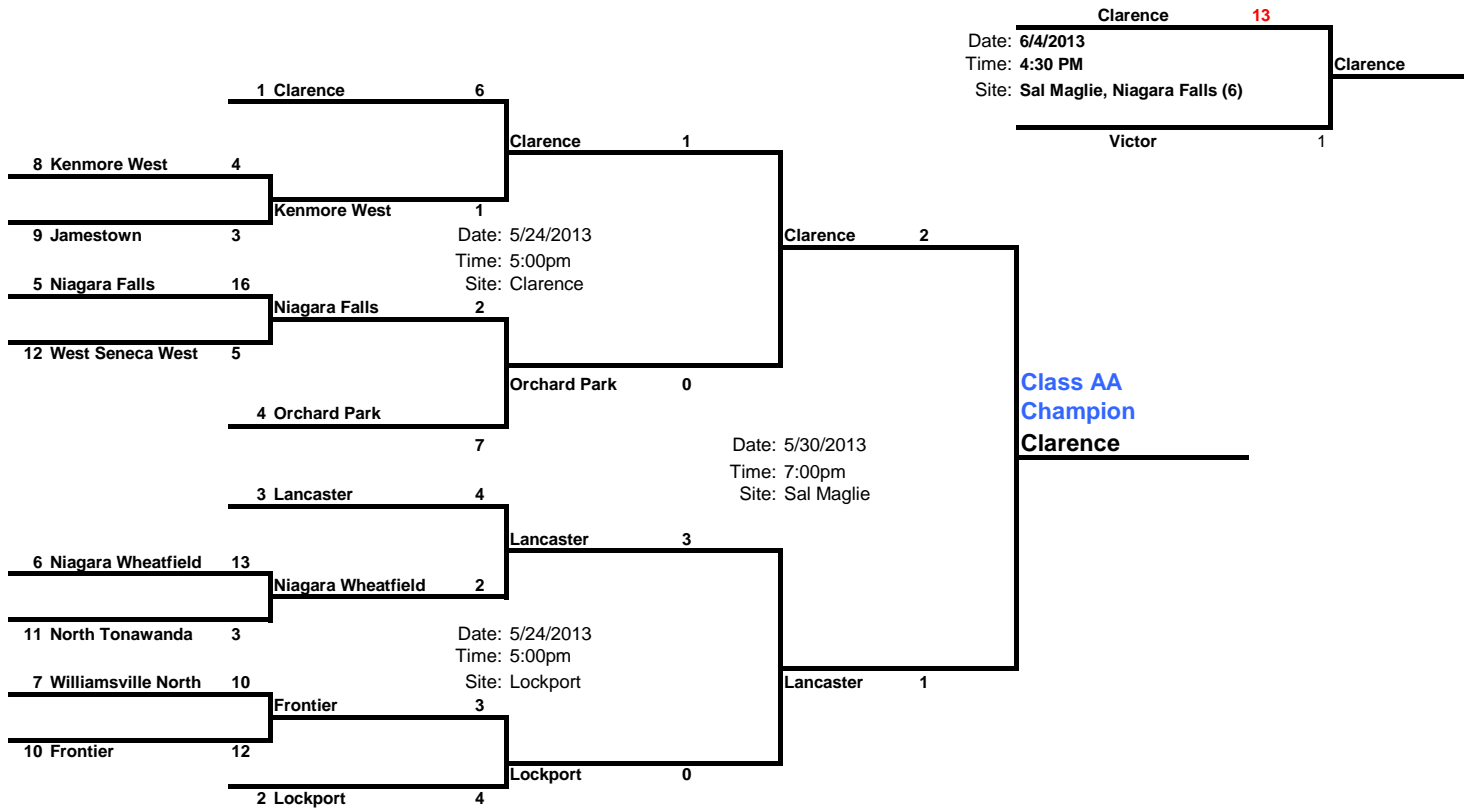 Clarence 13
Date: 6/4/2013
Time: 4:30 PM
Clarence
Site: Sal Maglie, Niagara Falls (6)
Victor 1
1 Clarence 6
Clarence 1
8 Kenmore West 4
Kenmore West 1
9 Jamestown 3
Date: 5/24/2013
Time: 5:00pm
Site: Clarence
Clarence 2
5 Niagara Falls 16
Niagara Falls 2
12 West Seneca West 5
Orchard Park 0
4 Orchard Park
7
Class AA
Champion
Clarence
Date: 5/30/2013
Time: 7:00pm
Site: Sal Maglie
3 Lancaster 4
Lancaster 3
6 Niagara Wheatfield 13
Niagara Wheatfield 2
11 North Tonawanda 3
Date: 5/24/2013
Time: 5:00pm
Site: Lockport
7 Williamsville North 10
Lancaster 1
Frontier 3
10 Frontier 12
Lockport 0
2 Lockport 4